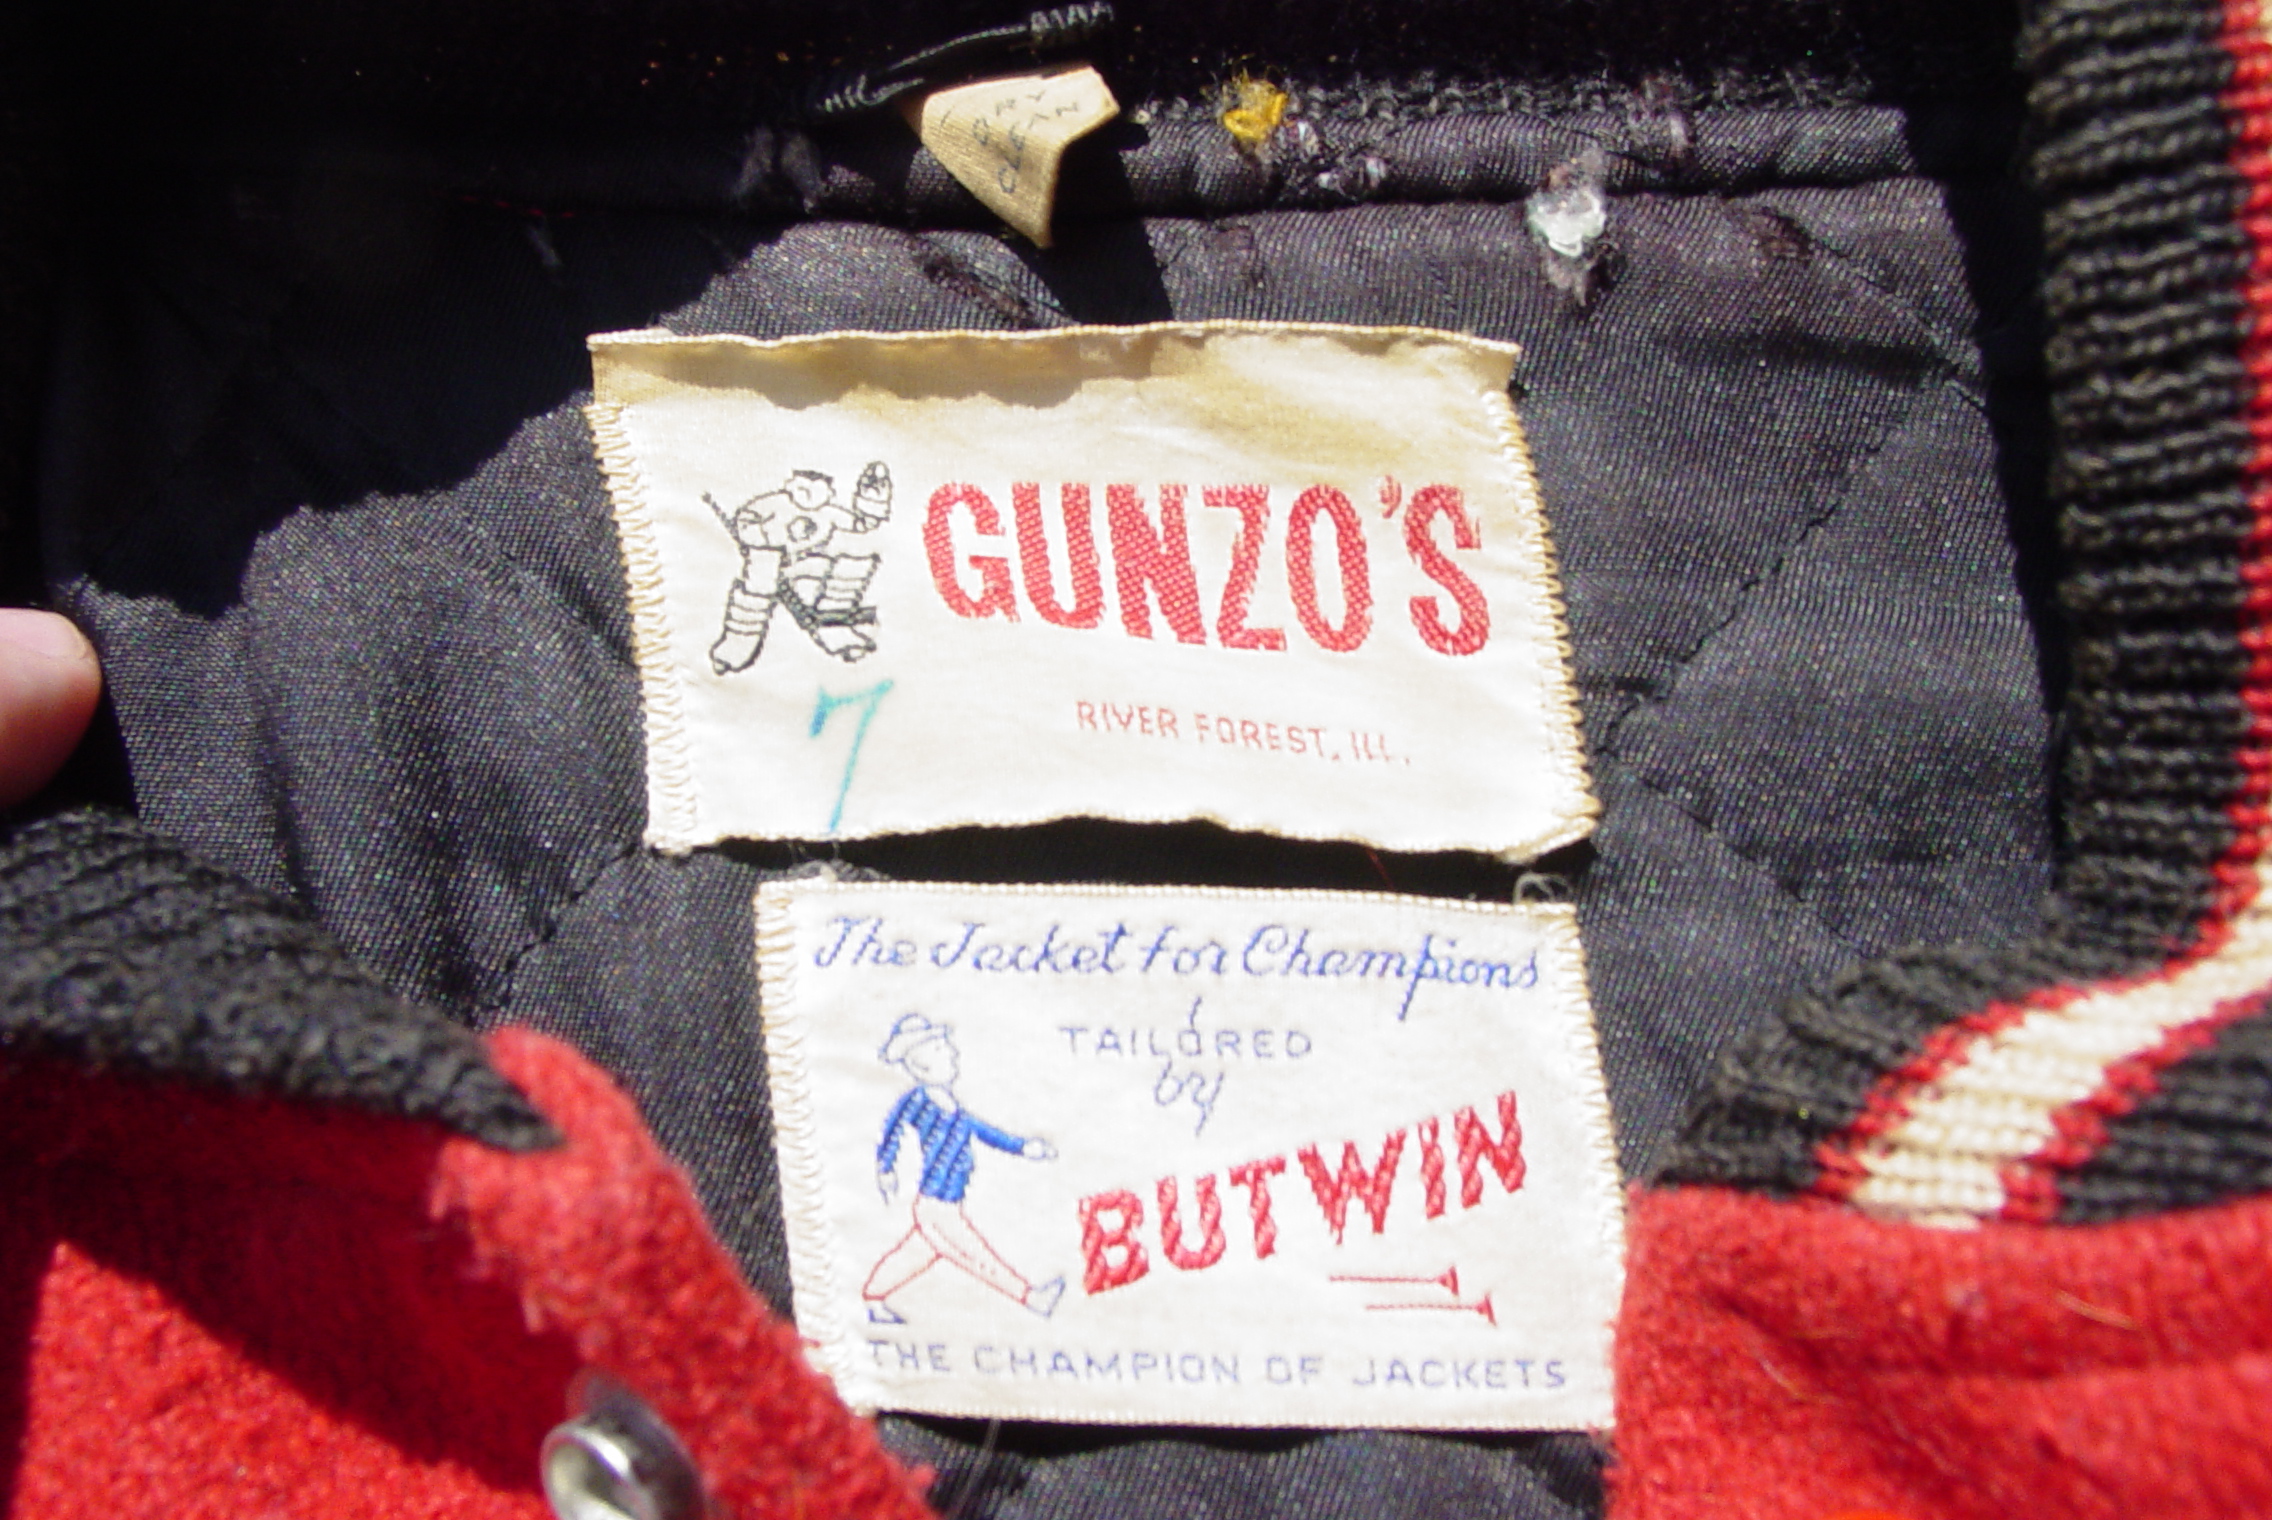 DRY
CLEAN
GUNZO'S
7
RIVER FOREST, ILL.
The Jacket for Champions
TAILORED
by
BUTWIN
THE CHAMPION OF JACKETS